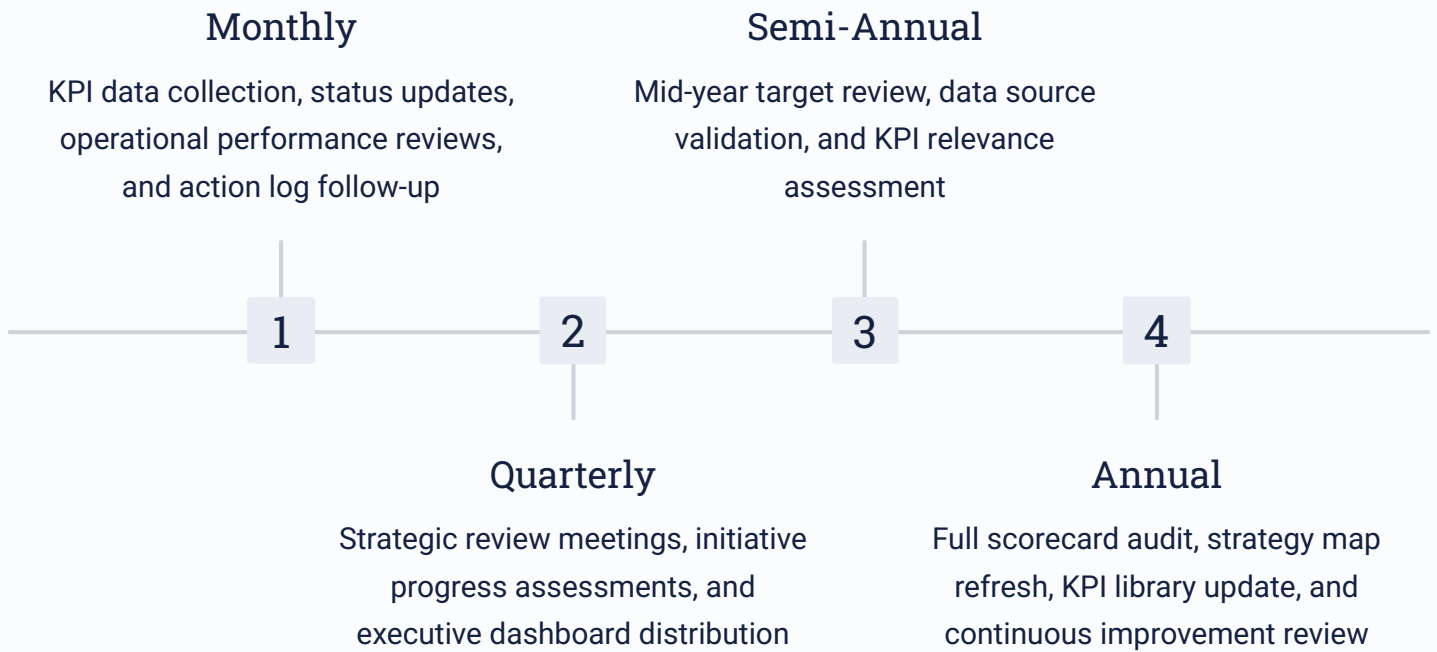 Monthly
KPI data collection, status updates,
operational performance reviews,
and action log follow-up
Semi-Annual
Mid-year target review, data source
validation, and KPI relevance
assessment
1
2
3
4
Quarterly
Strategic review meetings, initiative
progress assessments, and
executive dashboard distribution
Annual
Full scorecard audit, strategy map
refresh, KPI library update, and
continuous improvement review